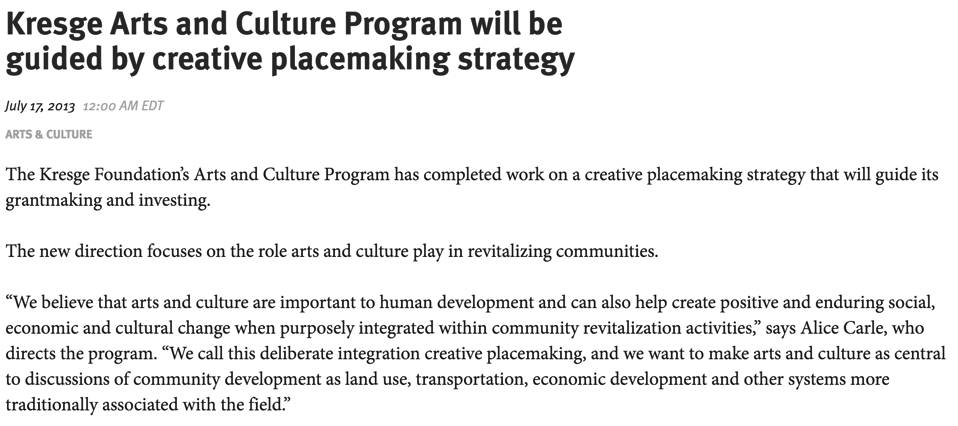 Kresge Arts and Culture Program will be
guided by creative placemaking strategy
July 17, 2013 12:00 AM EDT
ARTS & CULTURE
The Kresge Foundation’s Arts and Culture Program has completed work on a creative placemaking strategy that will guide its
grantmaking and investing.
The new direction focuses on the role arts and culture play in revitalizing communities.
“We believe that arts and culture are important to human development and can also help create positive and enduring social,
economic and cultural change when purposely integrated within community revitalization activities,” says Alice Carle, who
directs the program. “We call this deliberate integration creative placemaking, and we want to make arts and culture as central
to discussions of community development as land use, transportation, economic development and other systems more
traditionally associated with the field.”